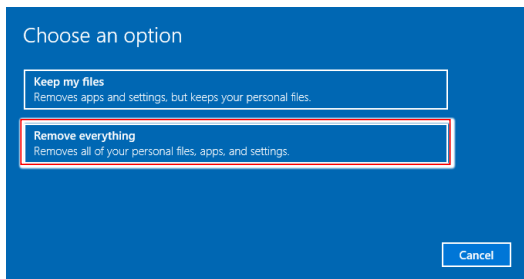 Choose an option
Keep my files
Removes apps and settings, but keeps your personal files.
Remove everything
Removes all of your personal files, apps, and settings.
Cancel